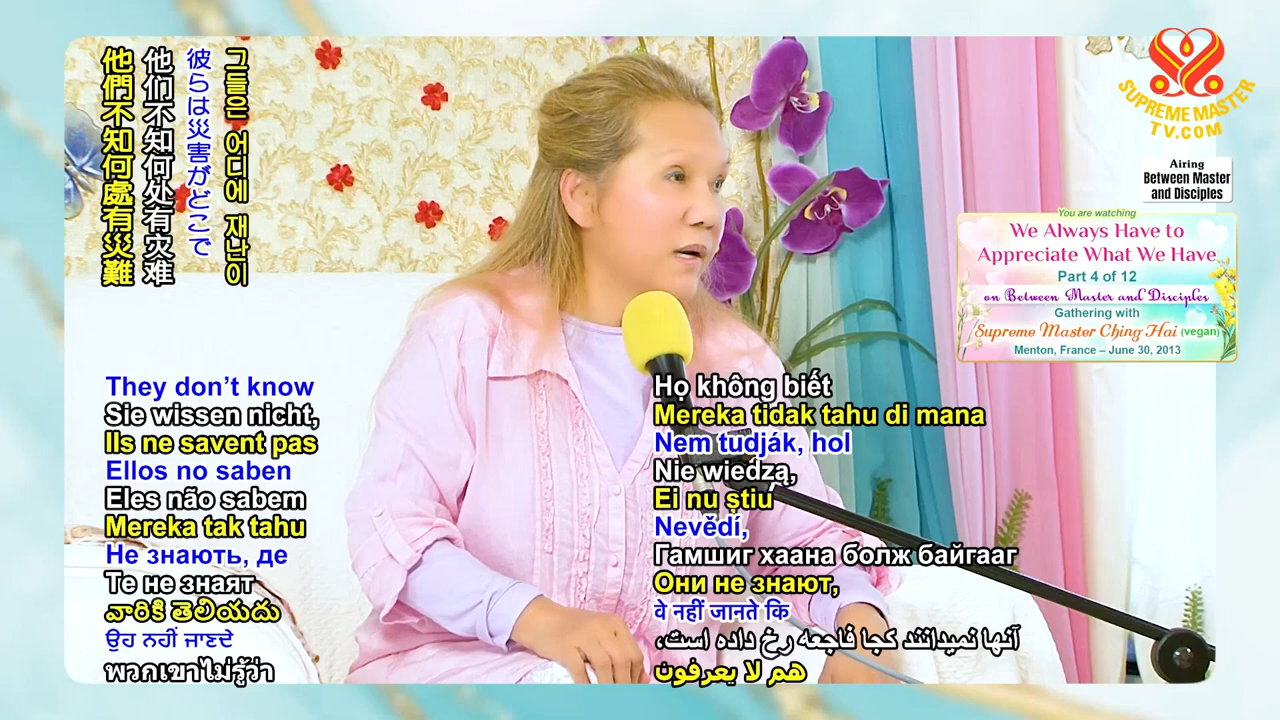 他們不知何處有災難
他们不知何处有灾难
彼らは災害がどこで
그들은 어디에 재난이
SUPREME MASTER
TV.COM
Airing
Between Master
and Disciples
You are watching
We Always Have to
Appreciate What We Have
Part 4 of 12
on Between Master and Disciples
Gathering with
Supreme Master Ching Hai (vegan)
Menton, France – June 30, 2013
They don’t know
Sie wissen nicht,
Ils ne savent pas
Ellos no saben
Eles não sabem
Mereka tak tahu
Не знають, де
Те не знаят
వారికి తెలియదు
ਉਹ ਨਹੀਂ ਜਾਣਦੇ
พวกเขาไม่รู้ว่า
Họ không biết
Mereka tidak tahu di mana
Nem tudják, hol
Nie wiedzą,
Ei nu știu
Nevědí,
Гамшиг хаана болж байгааг
Они не знают,
वे नहीं जानते कि
آنها نمیدانند کجا فاجعه رخ داده است،
هم لا يعرفون